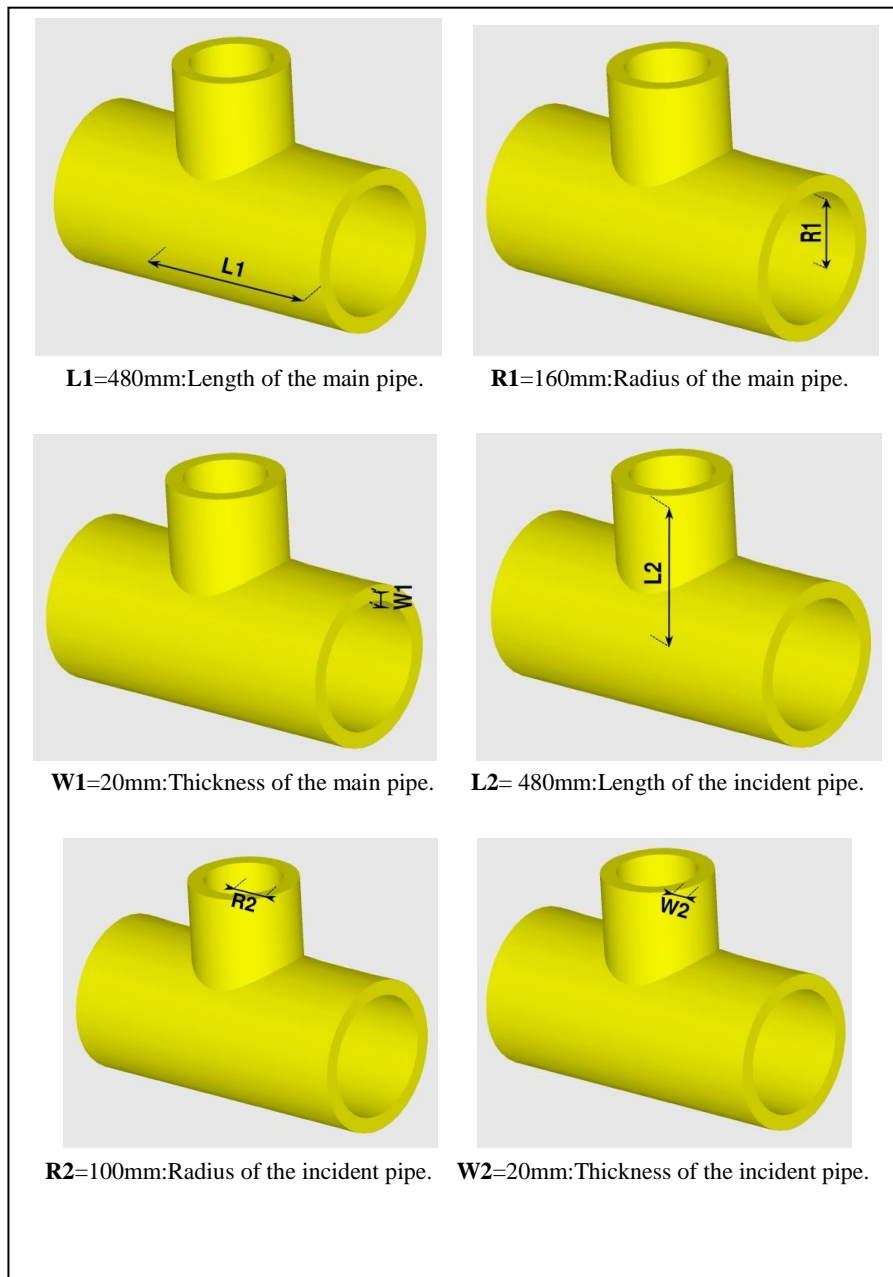 L1
R1
L1=480mm:Length of the main pipe. R1=160mm:Radius of the main pipe.
W1
L2
W1=20mm:Thickness of the main pipe. L2= 480mm:Length of the incident pipe.
R2
W2
R2=100mm:Radius of the incident pipe. W2=20mm:Thickness of the incident pipe.